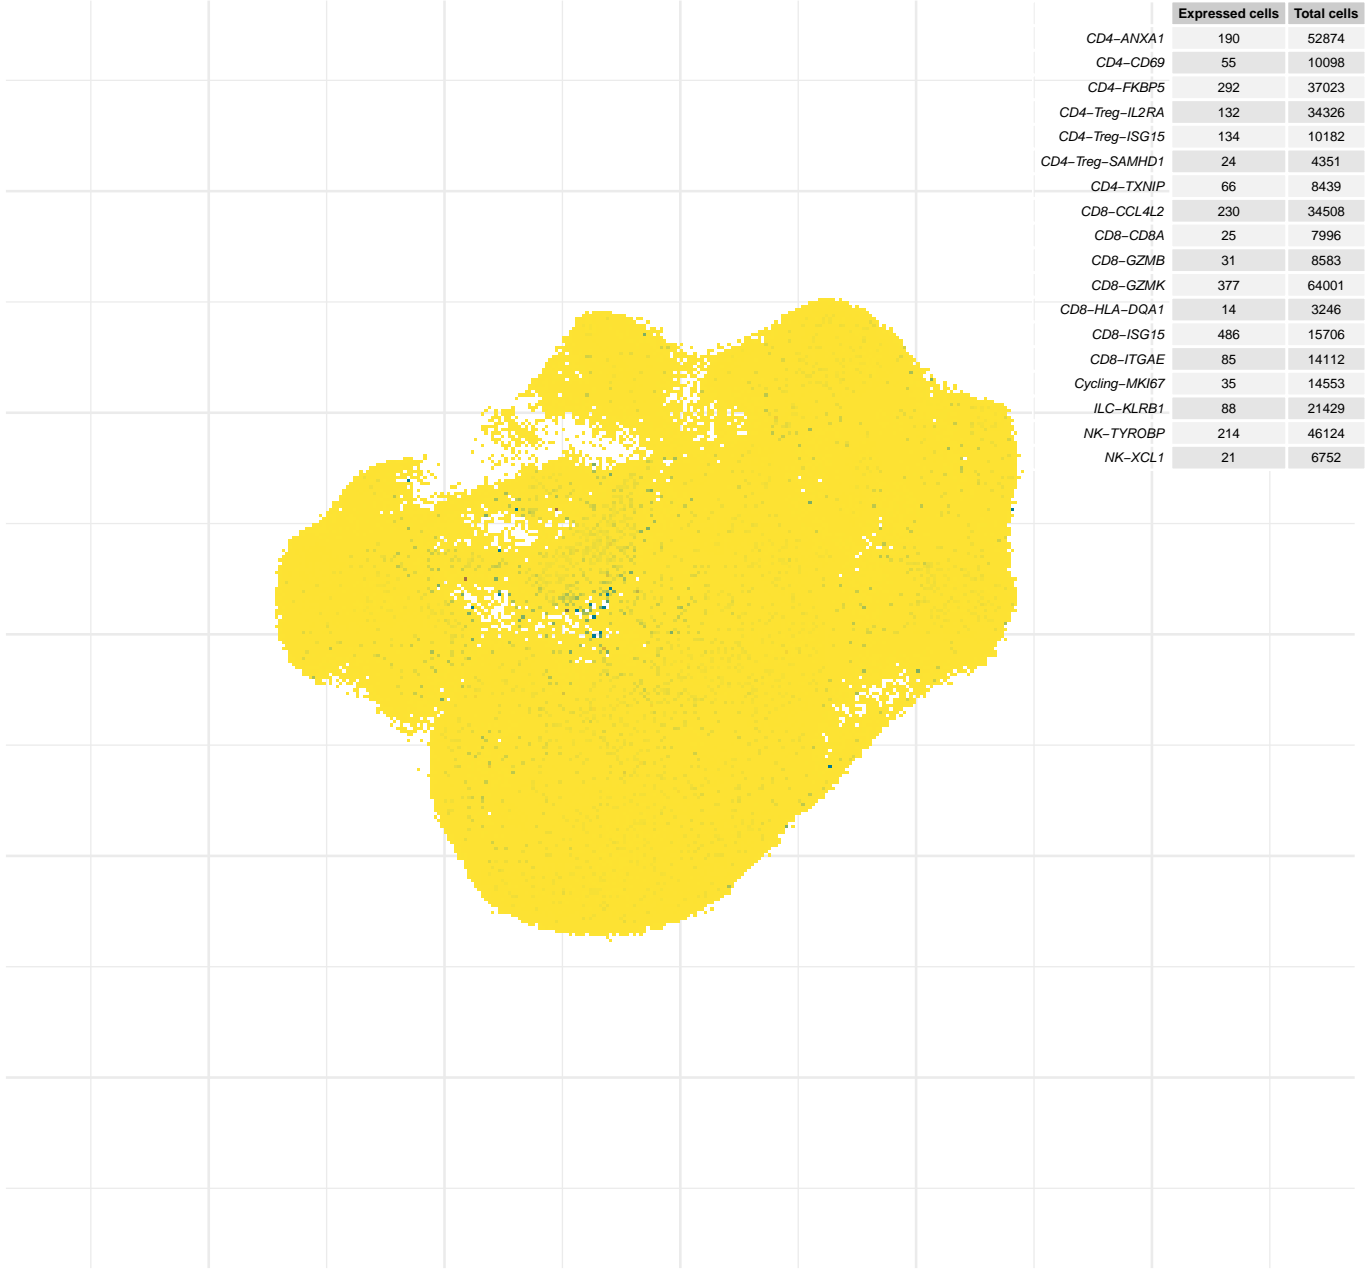 Expressed cells Total cells
CD4−ANXA1 190 52874
CD4−CD69 55 10098
CD4−FKBP5 292 37023
CD4−Treg−IL2RA 132 34326
CD4−Treg−ISG15 134 10182
CD4−Treg−SAMHD1 24 4351
CD4−TXNIP 66 8439
CD8−CCL4L2 230 34508
CD8−CD8A 25 7996
CD8−GZMB 31 8583
CD8−GZMK 377 64001
CD8−HLA−DQA1 14 3246
CD8−ISG15 486 15706
CD8−ITGAE 85 14112
Cycling−MKI67 35 14553
ILC−KLRB1 88 21429
NK−TYROBP 214 46124
NK−XCL1 21 6752